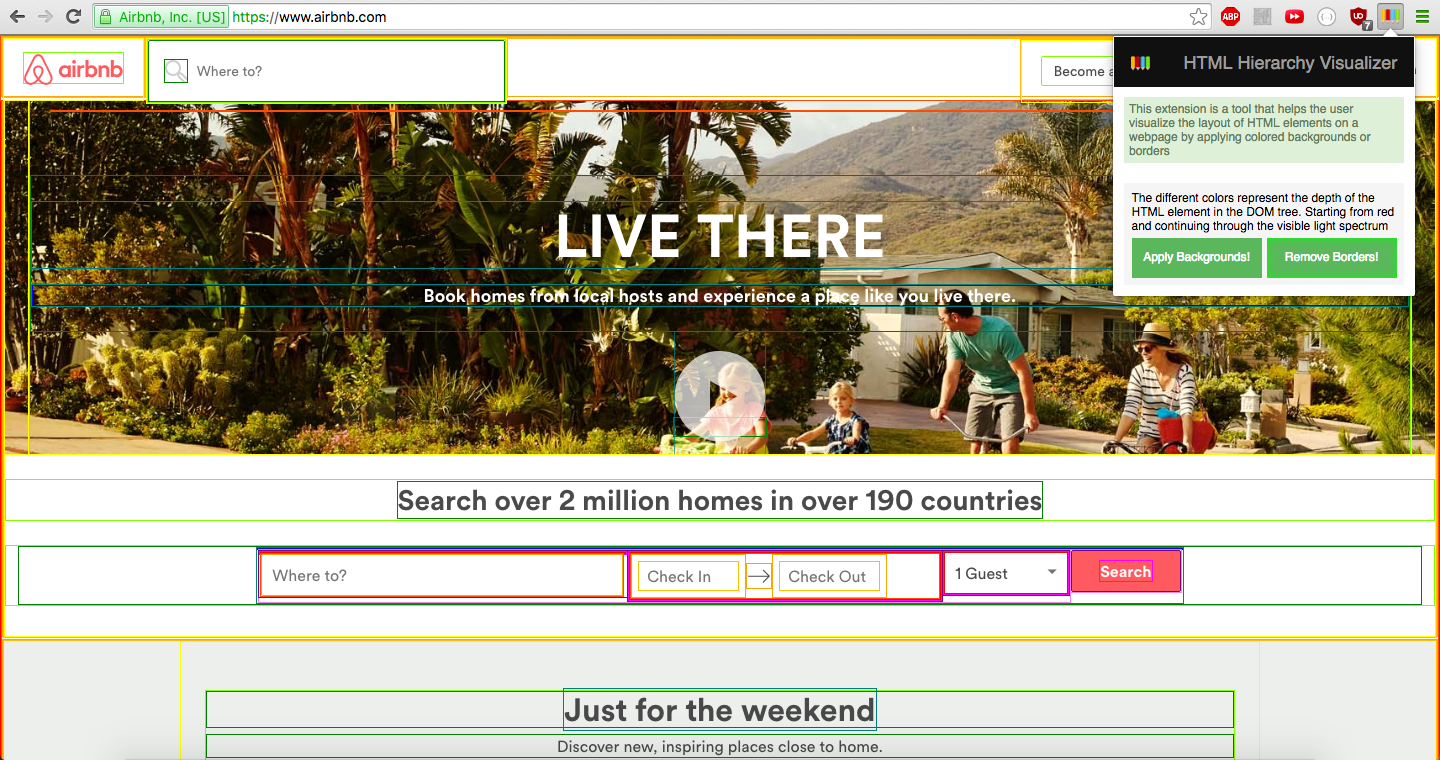 Airbnb, Inc. [US] https://www.airbnb.com
ABP
UD
7
airbnb
Where to?
Become a
HTML Hierarchy Visualizer
This extension is a tool that helps the user
visualize the layout of HTML elements on a
webpage by applying colored backgrounds or
borders
The different colors represent the depth of the
HTML element in the DOM tree. Starting from red
and continuing through the visible light spectrum
Apply Backgrounds!
Remove Borders!
LIVE THERE
Book homes from local hosts and experience a place like you live there.
Search over 2 million homes in over 190 countries
Where to?
Check In
Check Out
1 Guest
Search
Just for the weekend
Discover new, inspiring places close to home.